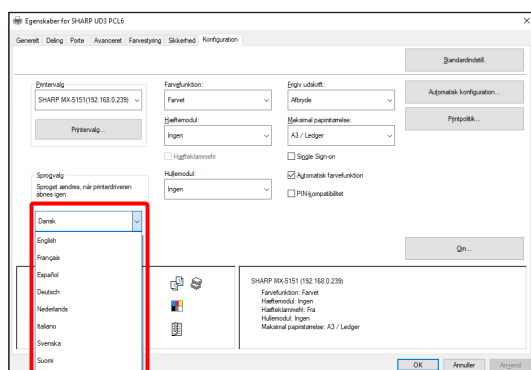 Egenskaber for SHARP UD3 PCL6
Generelt Deling Porte Avanceret Farvestyring Sikkerhed Konfiguration
Standardindstill.
Printervalg
SHARP MX-5151(192.168.0.239)
Printervalg...
Farvefunktion:
Farvet
Frigiv udskrift:
Afbryde
Automatisk konfiguration...
Hæftemodul:
Ingen
Maksimal papirstørrelse:
A3 / Ledger
Printpolitik...
Hæfteklammefri
Single Sign-on
Sprogvalg
Sproget ændres, når printerdriveren
åbnes igen.
Hullemodul:
Ingen
Automatisk farvefunktion
PIN-kompatibilitet
Dansk
English
Français
Español
Deutsch
Nederlands
Italiano
Svenska
Suomi
Om...
SHARP MX-5151 (192.168.0.239)
Farvefunktion: Farvet
Hæftemodul: Ingen
Hæfteklammefri: Fra
Hullemodul: Ingen
Maksimal papirstørrelse: A3 / Ledger
OK Annuller Anvend